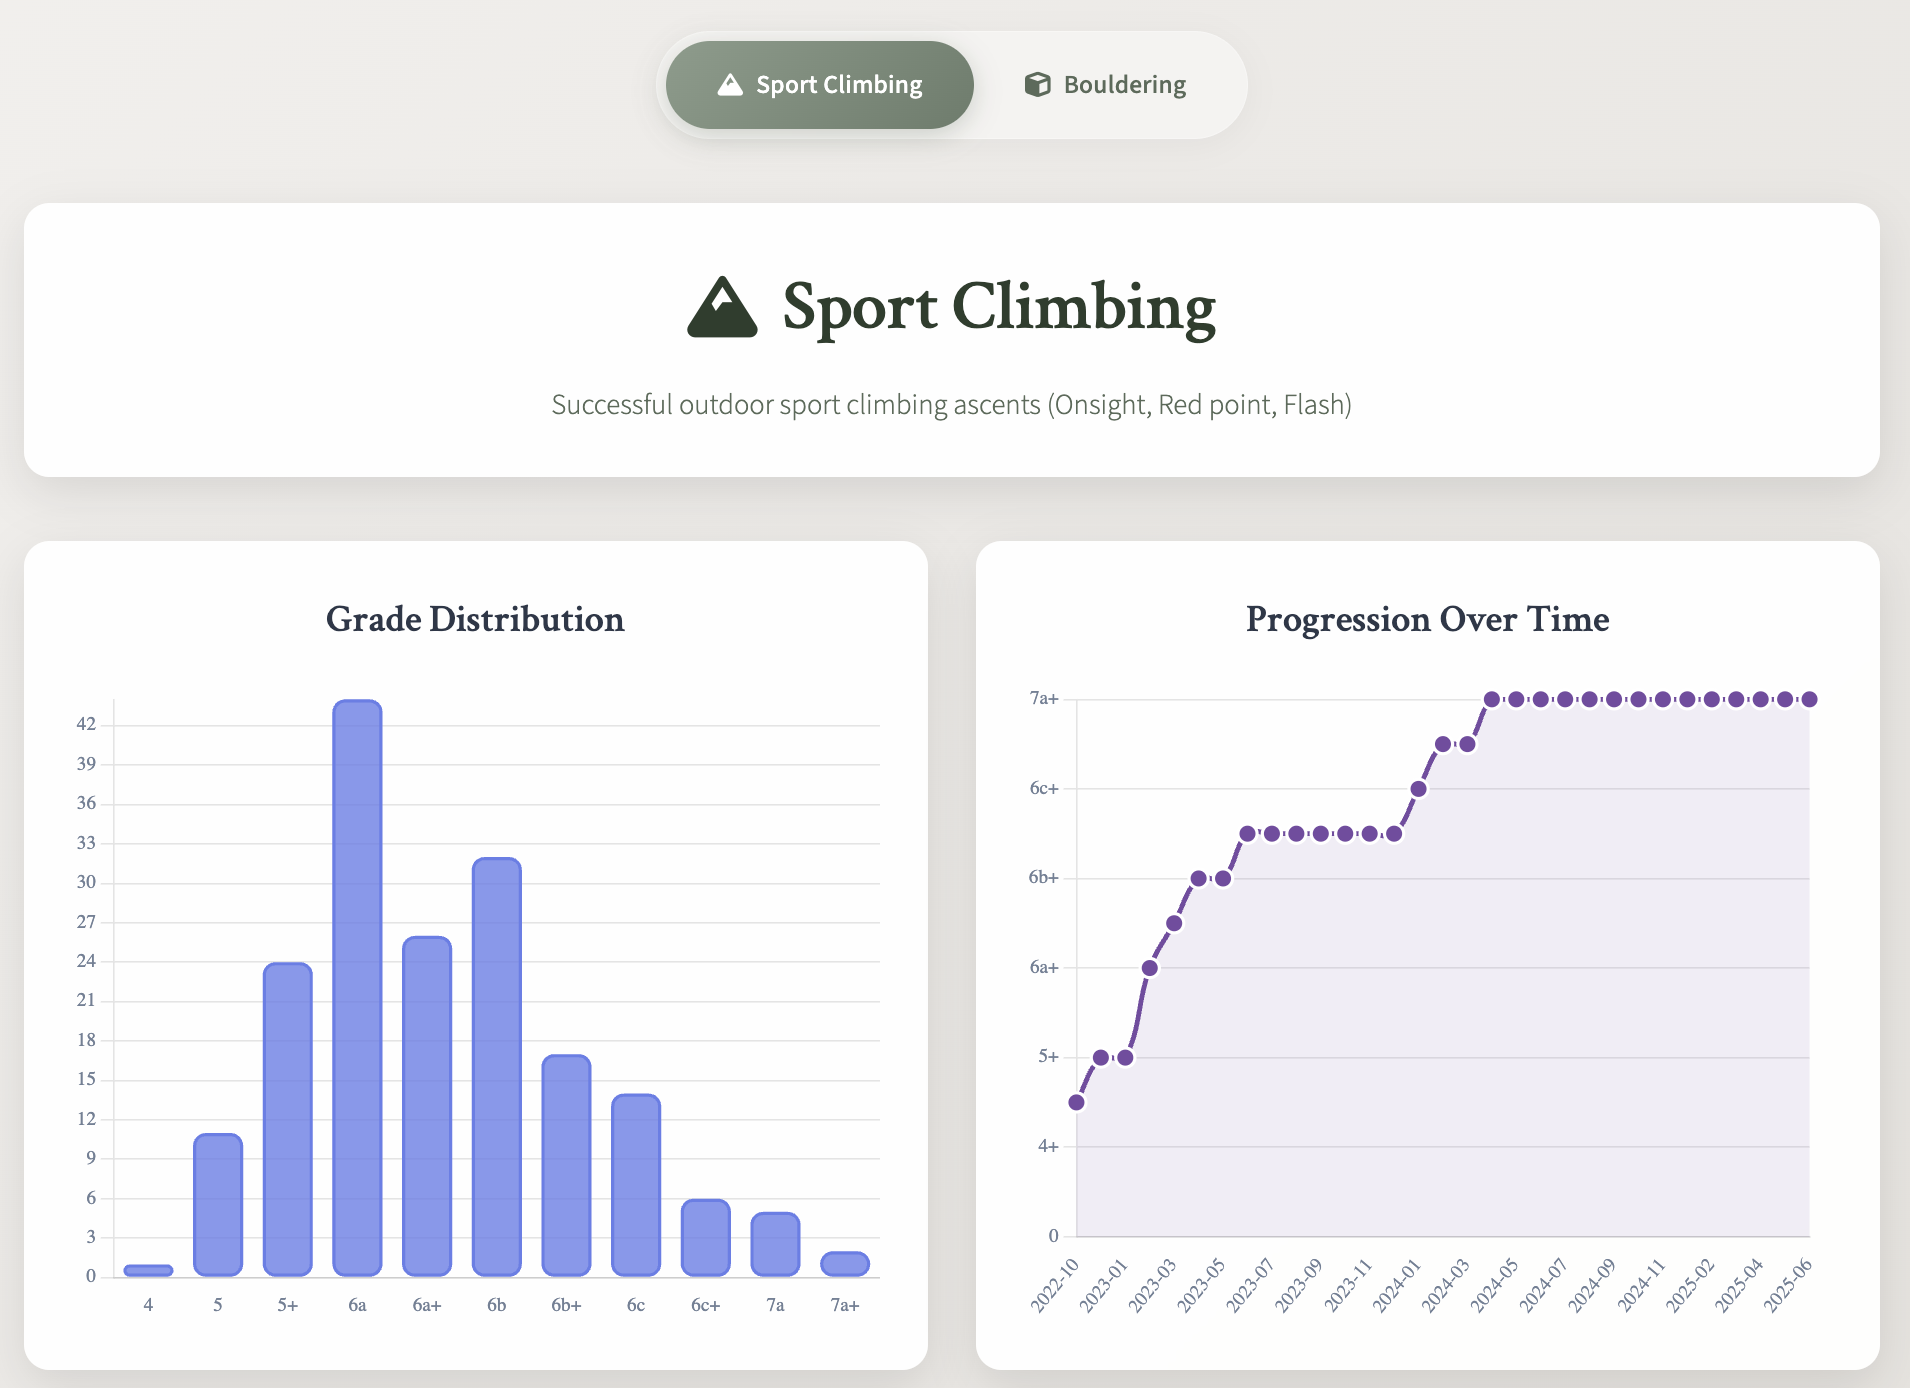 Sport Climbing
Bouldering
Sport Climbing
Successful outdoor sport climbing ascents (Onsight, Red point, Flash)
Grade Distribution
42
39
36
33
30
27
24
21
18
15
12
9
6
3
0
4 5 5+ 6a 6a+ 6b 6b+ 6c 6c+ 7a 7a+
Progression Over Time
7a+
6c+
6b+
6a+
5+
4+
0
2022-10 2023-01 2023-03 2023-05 2023-07 2023-09 2023-11 2024-01 2024-03 2024-05 2024-07 2024-09 2024-11 2025-02 2025-04 2025-06